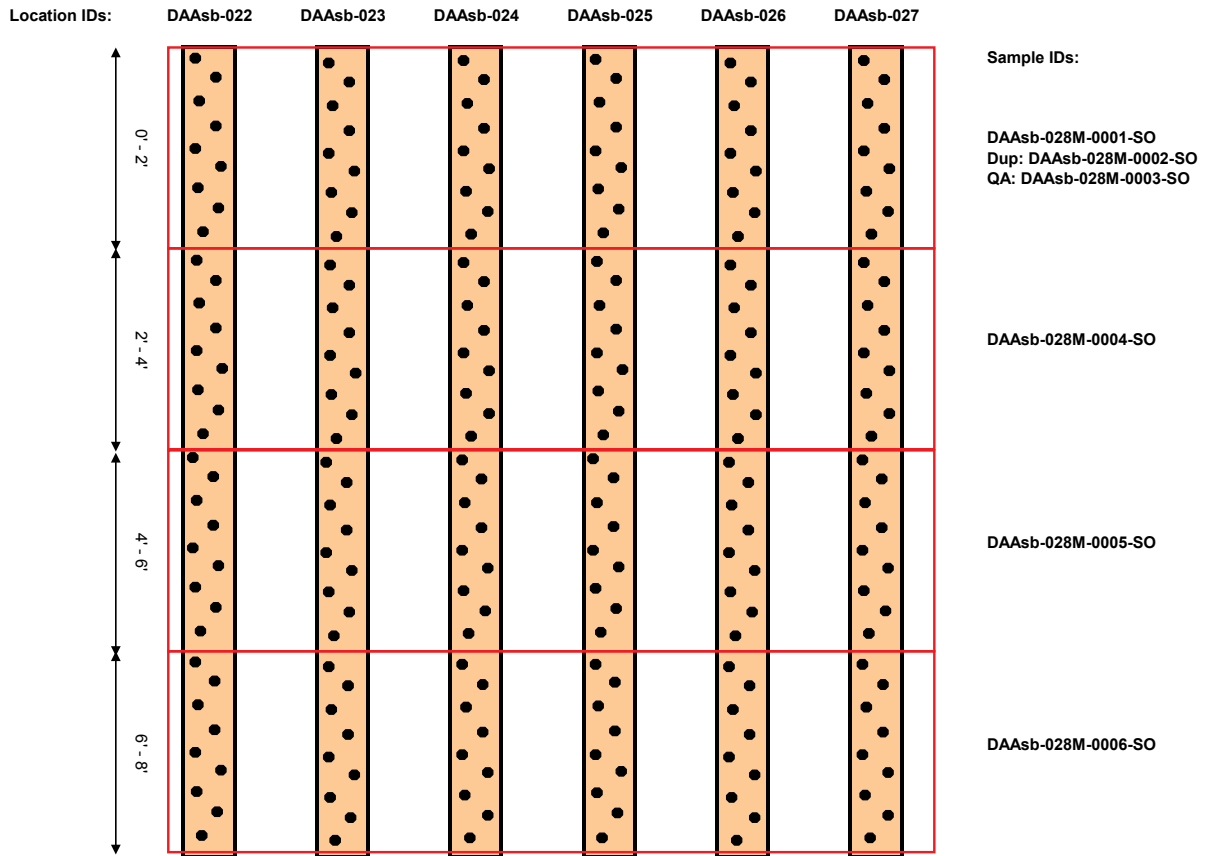 Location IDs: DAAsb-022 DAAsb-023 DAAsb-024 DAAsb-025 DAAsb-026 DAAsb-027
Sample IDs:
0' - 2'
DAAsb-028M-0001-SO
Dup: DAAsb-028M-0002-SO
QA: DAAsb-028M-0003-SO
2' - 4'
DAAsb-028M-0004-SO
4' - 6'
DAAsb-028M-0005-SO
6' - 8'
DAAsb-028M-0006-SO